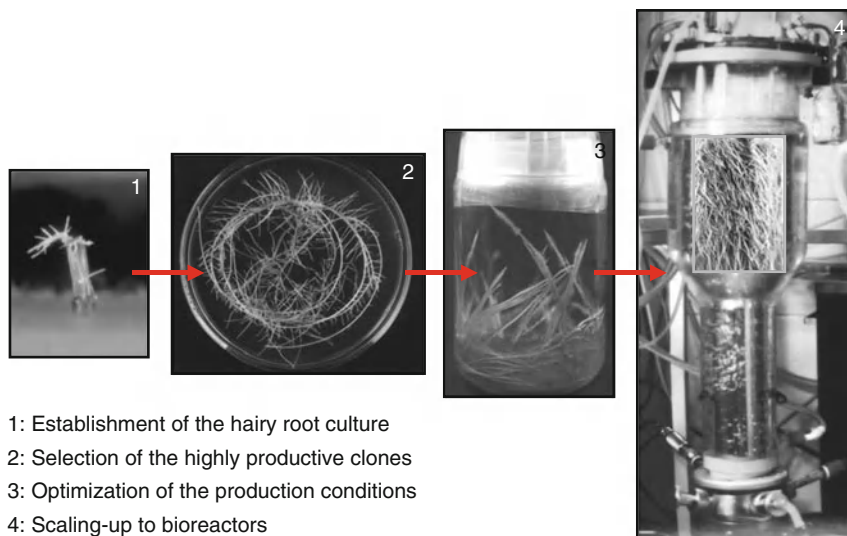 1
2
3
4
1: Establishment of the hairy root culture
2: Selection of the highly productive clones
3: Optimization of the production conditions
4: Scaling-up to bioreactors